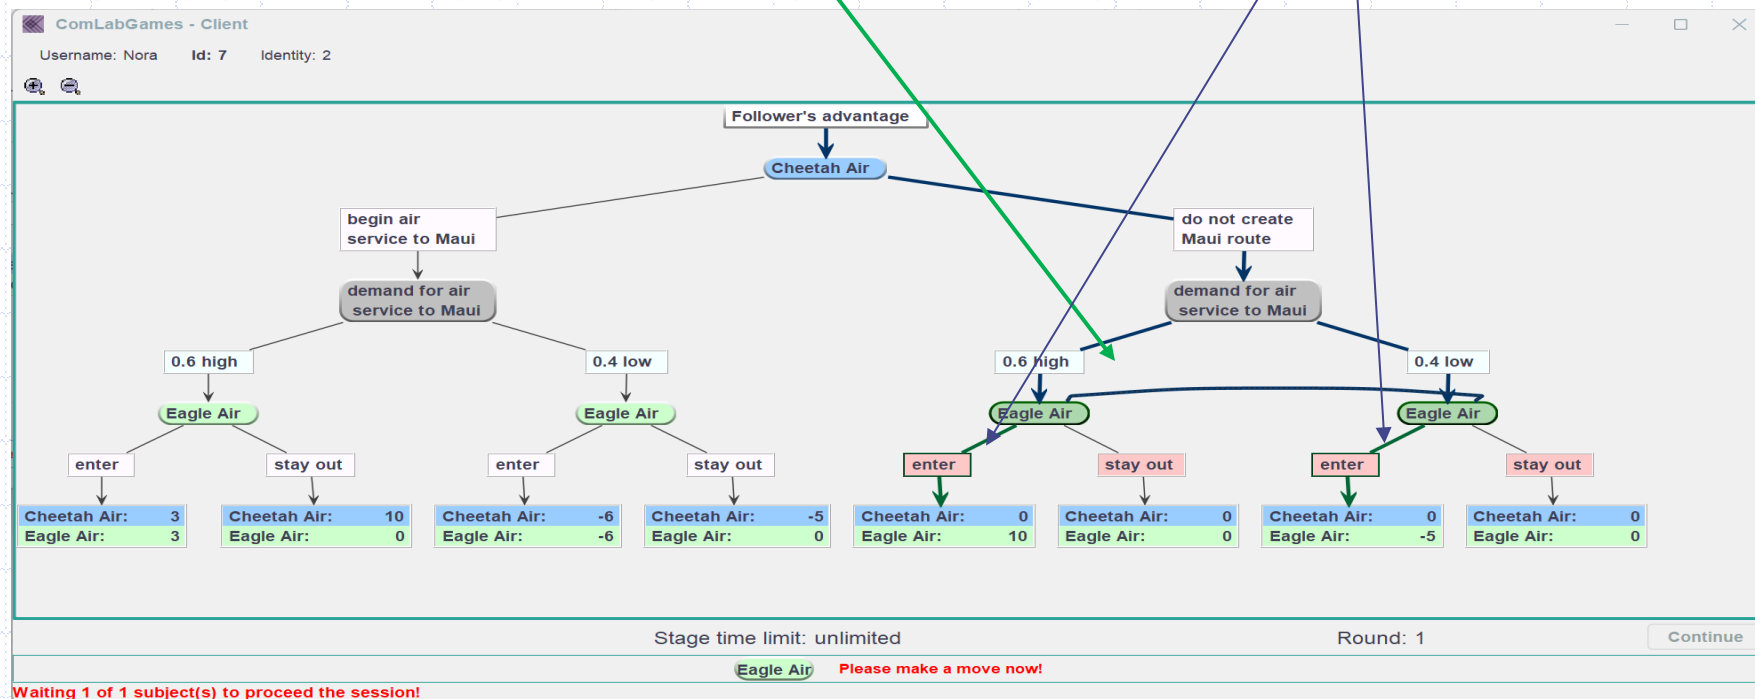 ComLabGames - Client
Username: Nora Id: 7 Identity: 2
Follower's advantage
Cheetah Air
begin air
service to Maui
do not create
Maui route
demand for air
service to Maui
demand for air
service to Maui
0.6 high
0.4 low
0.6 high
0.4 low
Eagle Air
Eagle Air
Eagle Air
Eagle Air
enter
stay out
enter
stay out
enter
stay out
enter
stay out
Cheetah Air: 3
Eagle Air: 3
Cheetah Air: 10
Eagle Air: 0
Cheetah Air: -6
Eagle Air: -6
Cheetah Air: -5
Eagle Air: 0
Cheetah Air: 0
Eagle Air: 10
Cheetah Air: 0
Eagle Air: 0
Cheetah Air: 0
Eagle Air: -5
Cheetah Air: 0
Eagle Air: 0
Stage time limit: unlimited
Round: 1
Continue
Eagle Air Please make a move now!
Waiting 1 of 1 subject(s) to proceed the session!